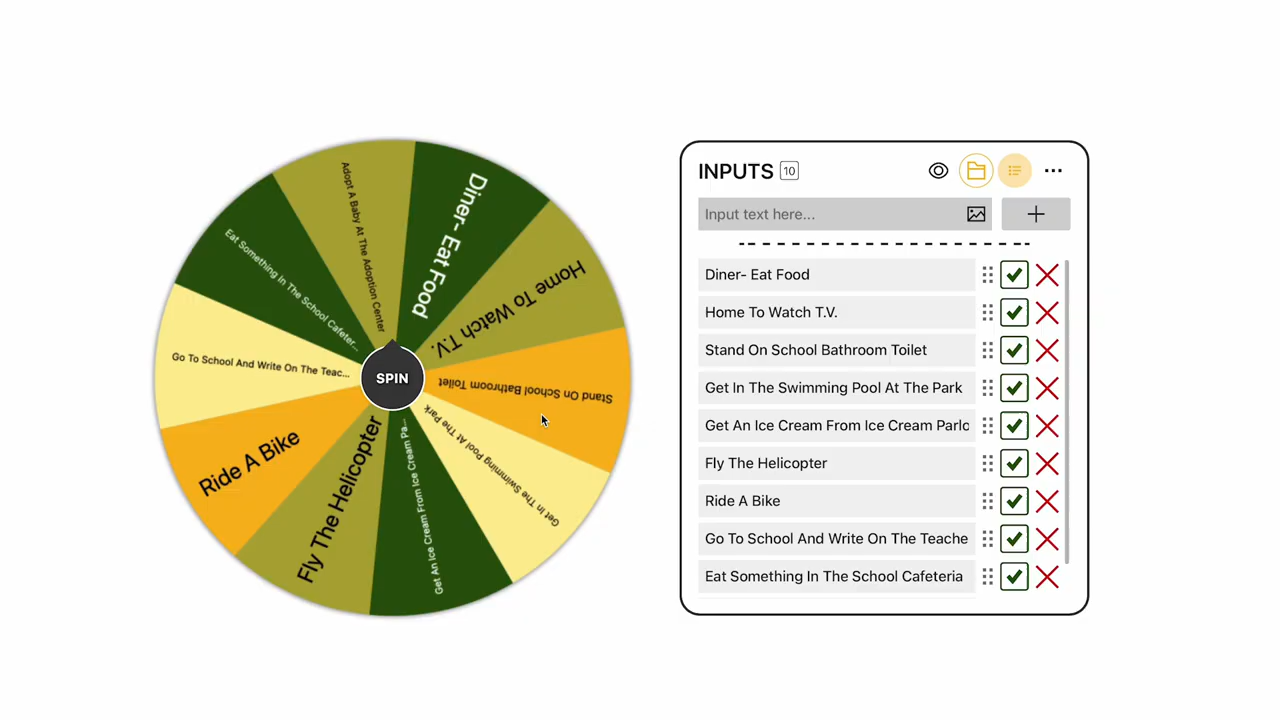 Diner- Eat Food
Home To Watch T.V.
Stand On School Bathroom Toilet
Get In The Swimming Pool At The Park
Get An Ice Cream From Ice Cream Pa...
Fly The Helicopter
Ride A Bike
Go To School And Write On The Teac...
Eat Something In The School Cafeter...
Adopt A Baby At The Adoption Center
SPIN
INPUTS 10
Input text here...
Diner- Eat Food
Home To Watch T.V.
Stand On School Bathroom Toilet
Get In The Swimming Pool At The Park
Get An Ice Cream From Ice Cream Parlo
Fly The Helicopter
Ride A Bike
Go To School And Write On The Teache
Eat Something In The School Cafeteria